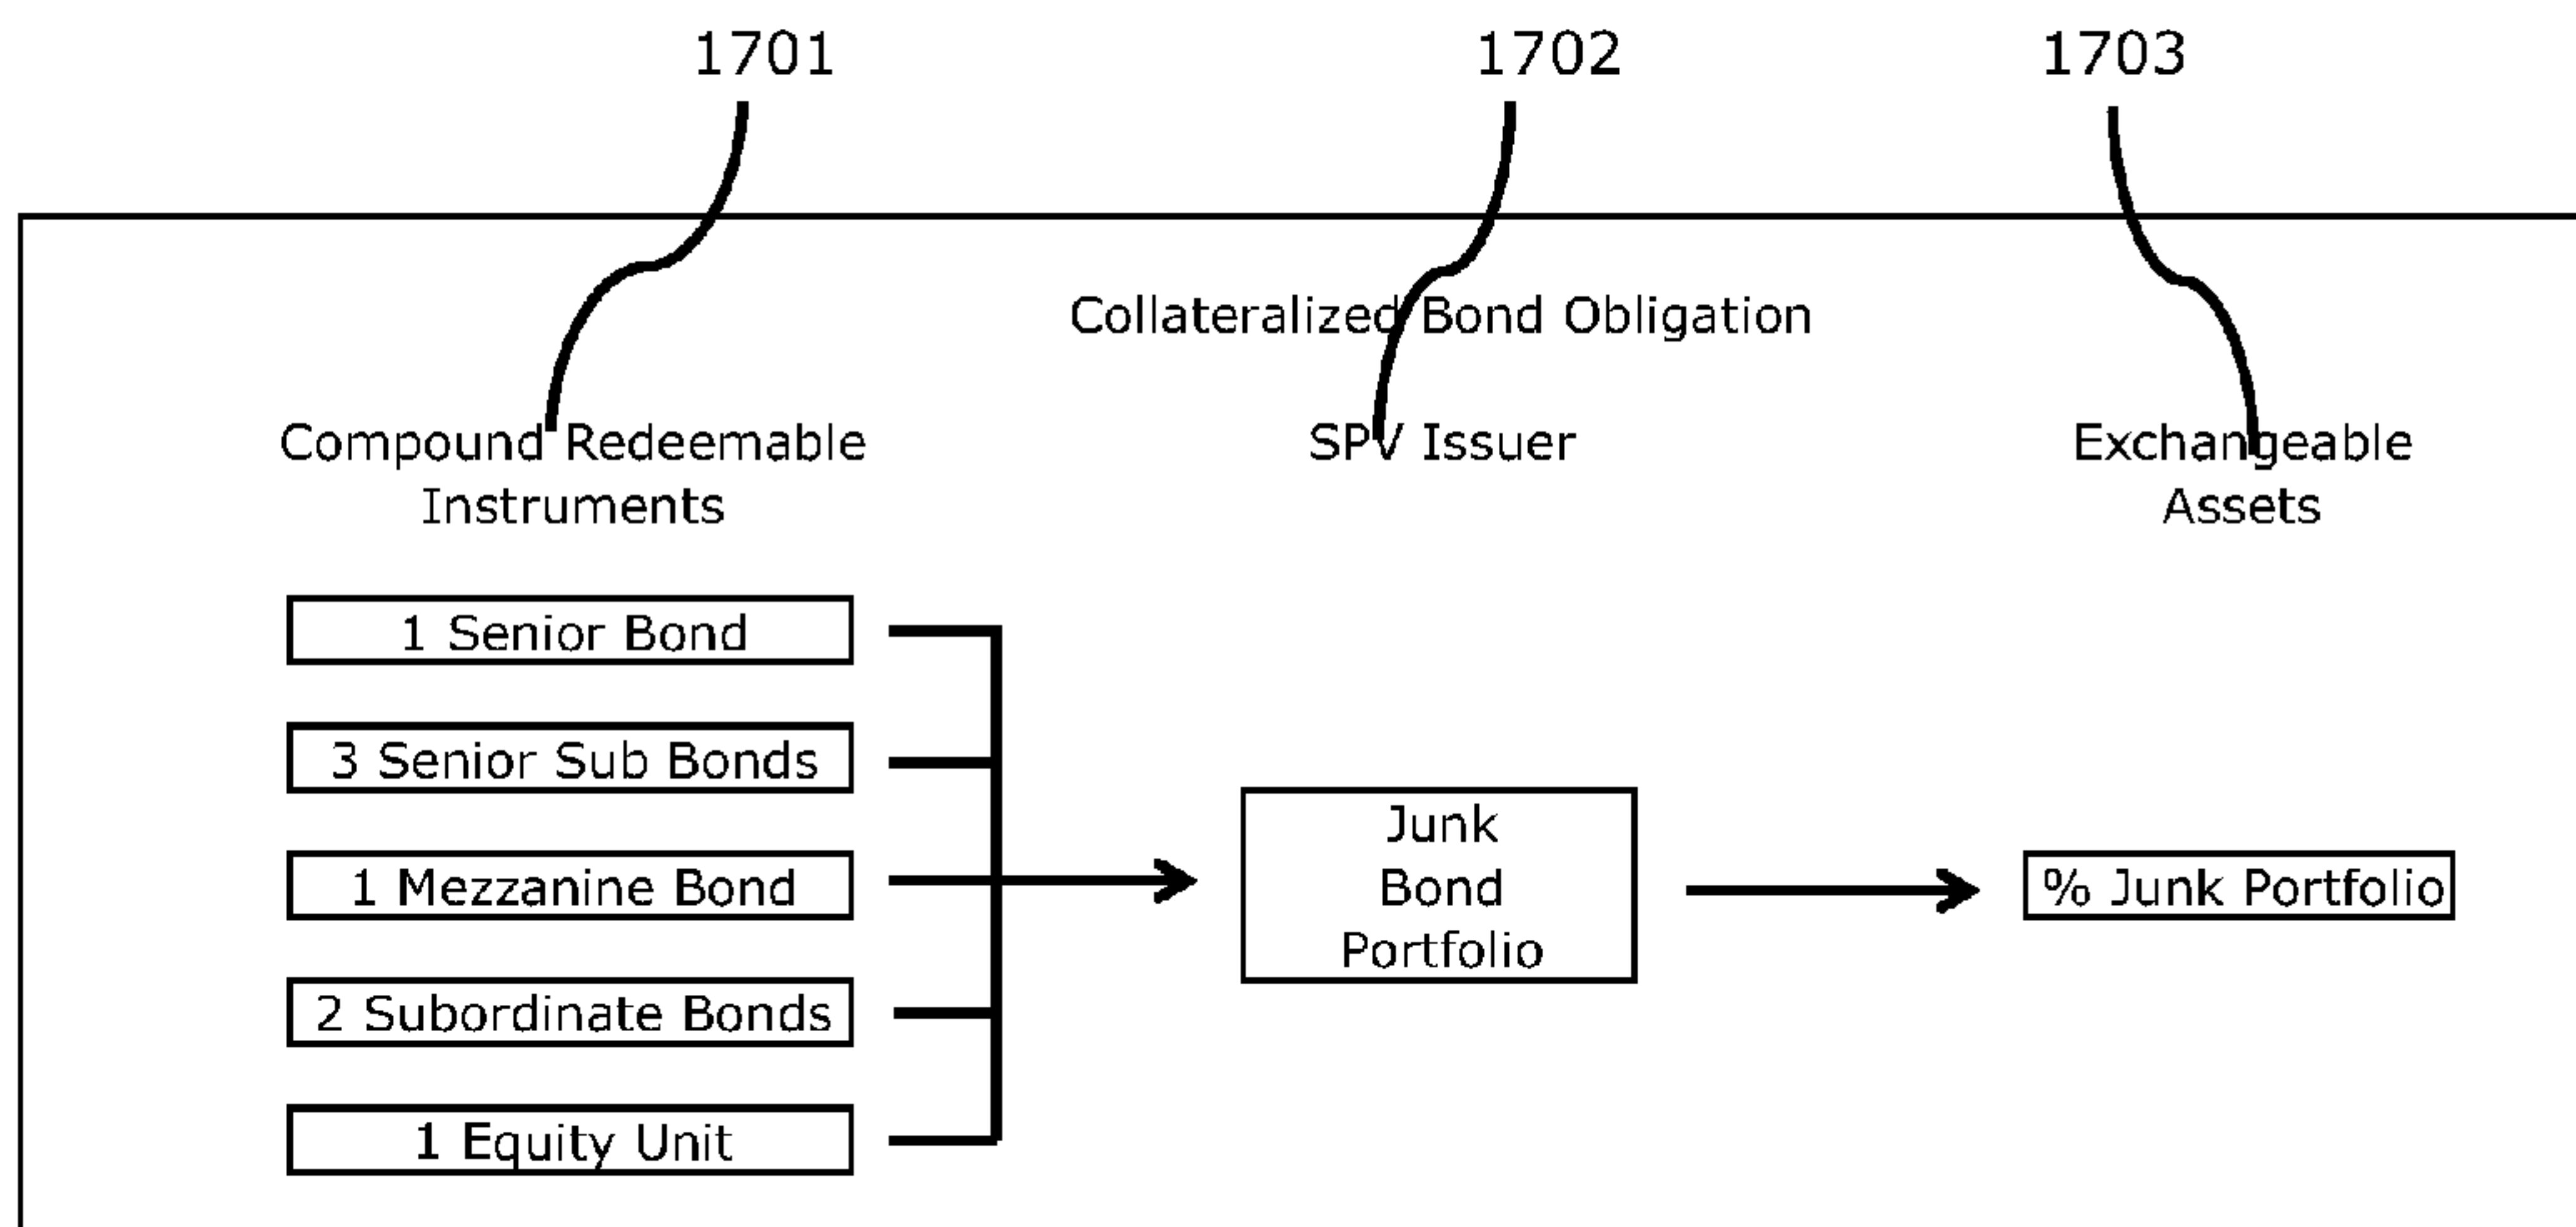 1701
1702
1703
Collateralized Bond Obligation
Compound Redeemable
Instruments
SPV Issuer
Exchangeable
Assets
1 Senior Bond
3 Senior Sub Bonds
1 Mezzanine Bond
2 Subordinate Bonds
1 Equity Unit
Junk
Bond
Portfolio
% Junk Portfolio